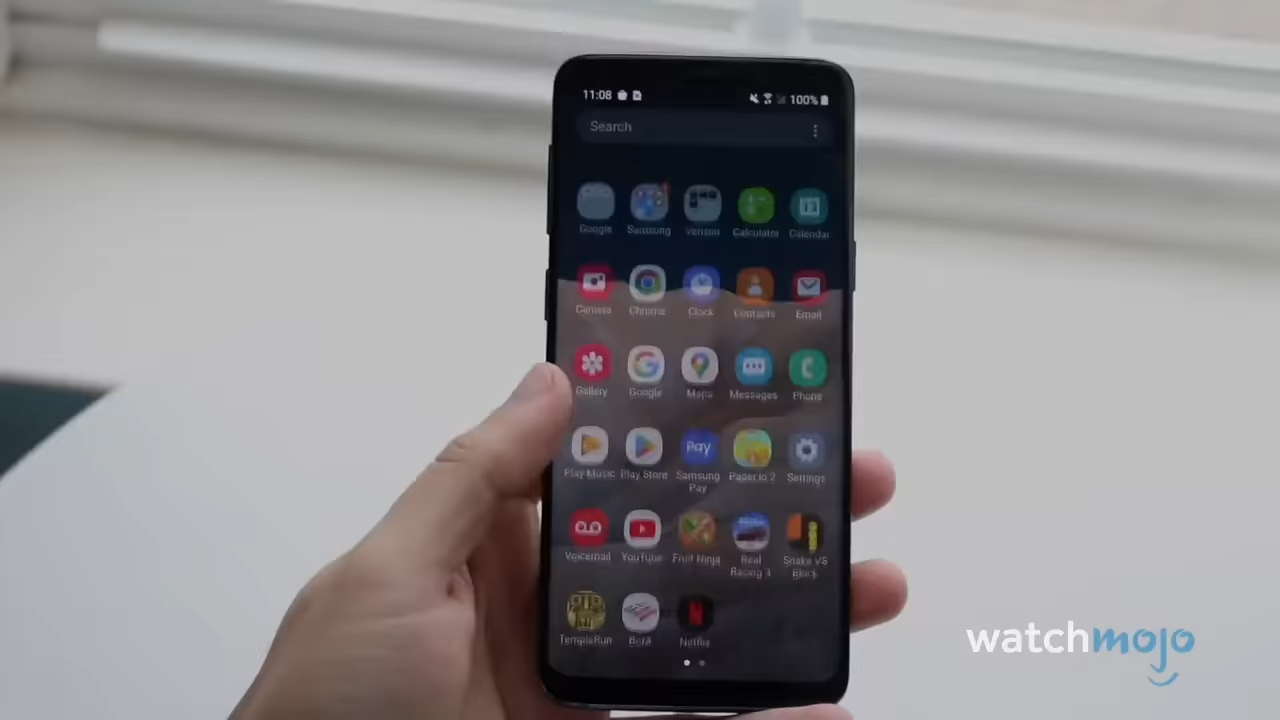 11:08
100%
Search
Google Samsung Verizon Calculator Calendar
Camera Chrome Clock Contacts Email
Gallery Google Maps Messages Phone
Play Music Play Store Samsung Paper.io 2 Settings
Pay
Voicemail YouTube Fruit Ninja Real Snake VS
Racing 3 Block
TempleRun BofA Netflix
Pay
watchmojo